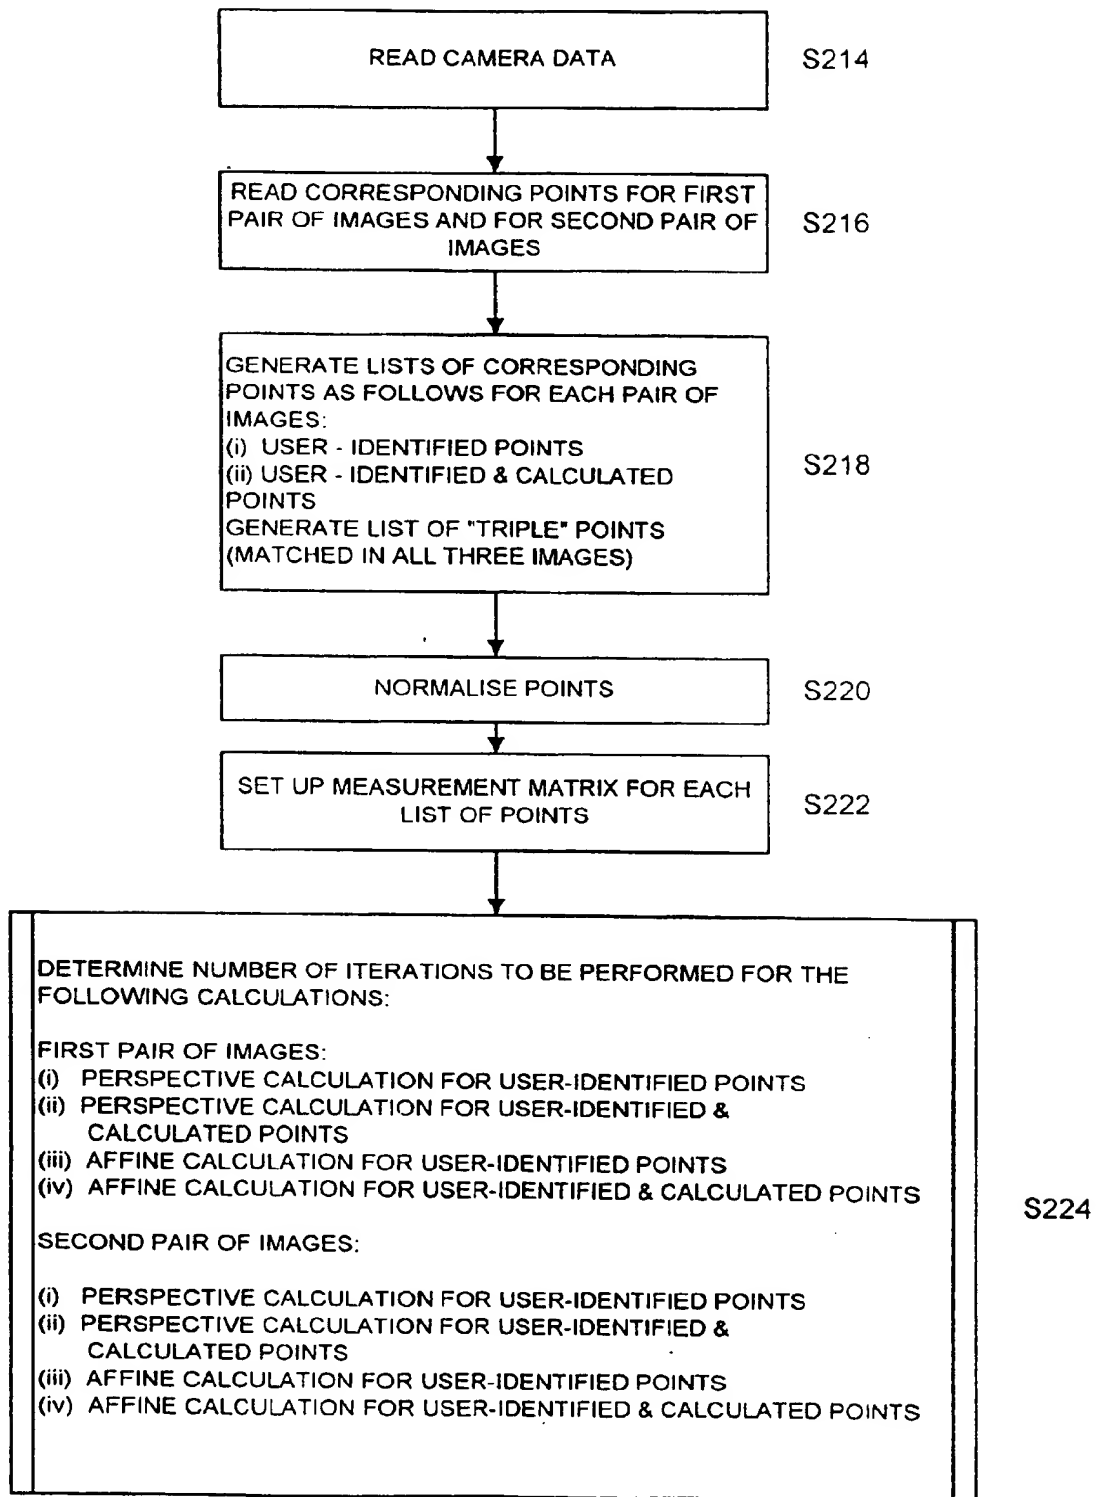 READ CAMERA DATA
S214
READ CORRESPONDING POINTS FOR FIRST
PAIR OF IMAGES AND FOR SECOND PAIR OF
IMAGES
S216
GENERATE LISTS OF CORRESPONDING
POINTS AS FOLLOWS FOR EACH PAIR OF
IMAGES:
(i) USER - IDENTIFIED POINTS
(ii) USER - IDENTIFIED & CALCULATED
POINTS
GENERATE LIST OF "TRIPLE" POINTS
(MATCHED IN ALL THREE IMAGES)
S218
NORMALISE POINTS
S220
SET UP MEASUREMENT MATRIX FOR EACH
LIST OF POINTS
S222
DETERMINE NUMBER OF ITERATIONS TO BE PERFORMED FOR THE
FOLLOWING CALCULATIONS:
FIRST PAIR OF IMAGES:
(i) PERSPECTIVE CALCULATION FOR USER-IDENTIFIED POINTS
(ii) PERSPECTIVE CALCULATION FOR USER-IDENTIFIED &
CALCULATED POINTS
(iii) AFFINE CALCULATION FOR USER-IDENTIFIED POINTS
(iv) AFFINE CALCULATION FOR USER-IDENTIFIED & CALCULATED POINTS
SECOND PAIR OF IMAGES:
(i) PERSPECTIVE CALCULATION FOR USER-IDENTIFIED POINTS
(ii) PERSPECTIVE CALCULATION FOR USER-IDENTIFIED &
CALCULATED POINTS
(iii) AFFINE CALCULATION FOR USER-IDENTIFIED POINTS
(iv) AFFINE CALCULATION FOR USER-IDENTIFIED & CALCULATED POINTS
S224